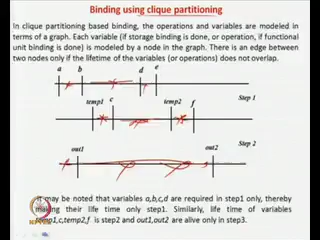 Binding using clique partitioning
In clique partitioning based binding, the operations and variables are modeled in
terms of a graph. Each variable (if storage binding is done, or operation, if functional
unit binding is done) is modeled by a node in the graph. There is an edge between
two nodes only if the lifetime of the variables (or operations) does not overlap.
a b d e
Step 1
temp1 c temp2 f
Step 2
out1 out2
It may be noted that variables a,b,c,d are required in step1 only, thereby
making their life time only step1. Similarly, life time of variables
temp1,c,temp2,f is step2 and out1,out2 are alive only in step3.